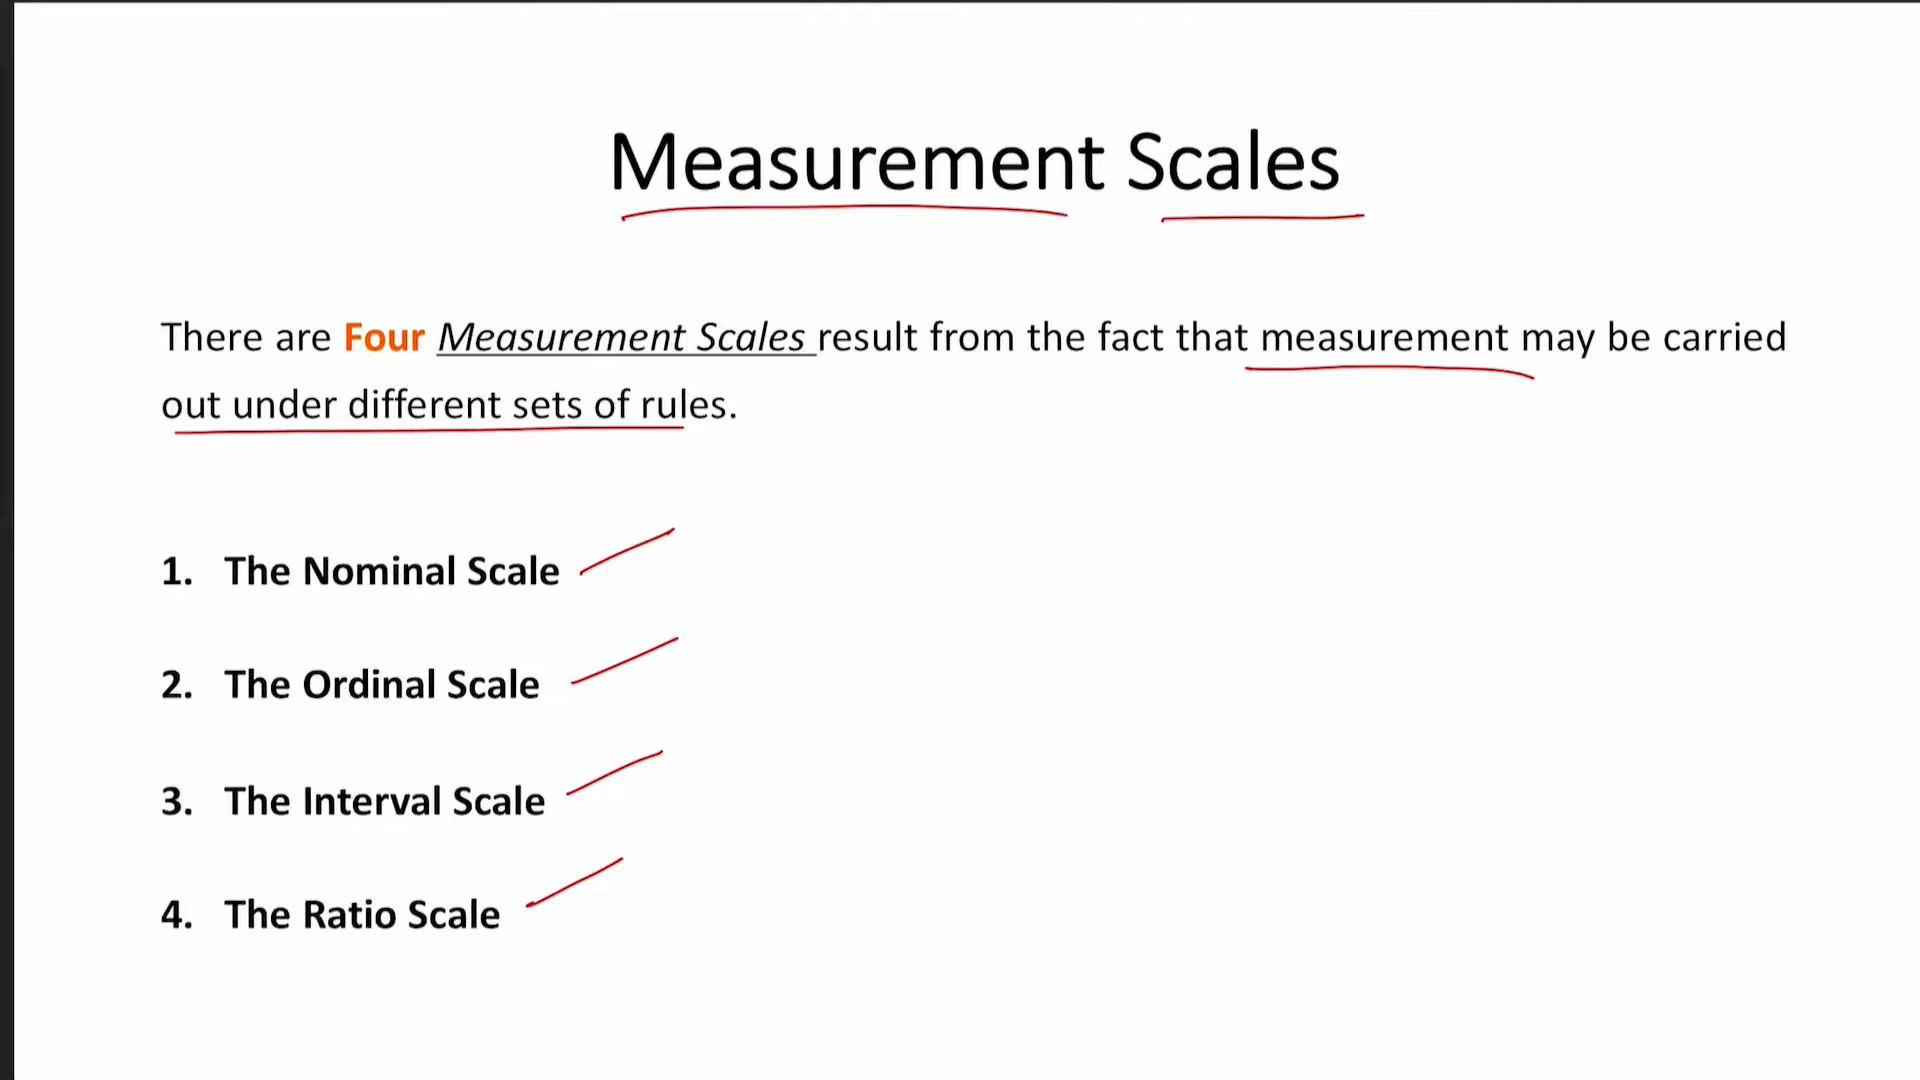 Measurement Scales
There are Four Measurement Scales result from the fact that measurement may be carried
out under different sets of rules.
1. The Nominal Scale
2. The Ordinal Scale
3. The Interval Scale
4. The Ratio Scale